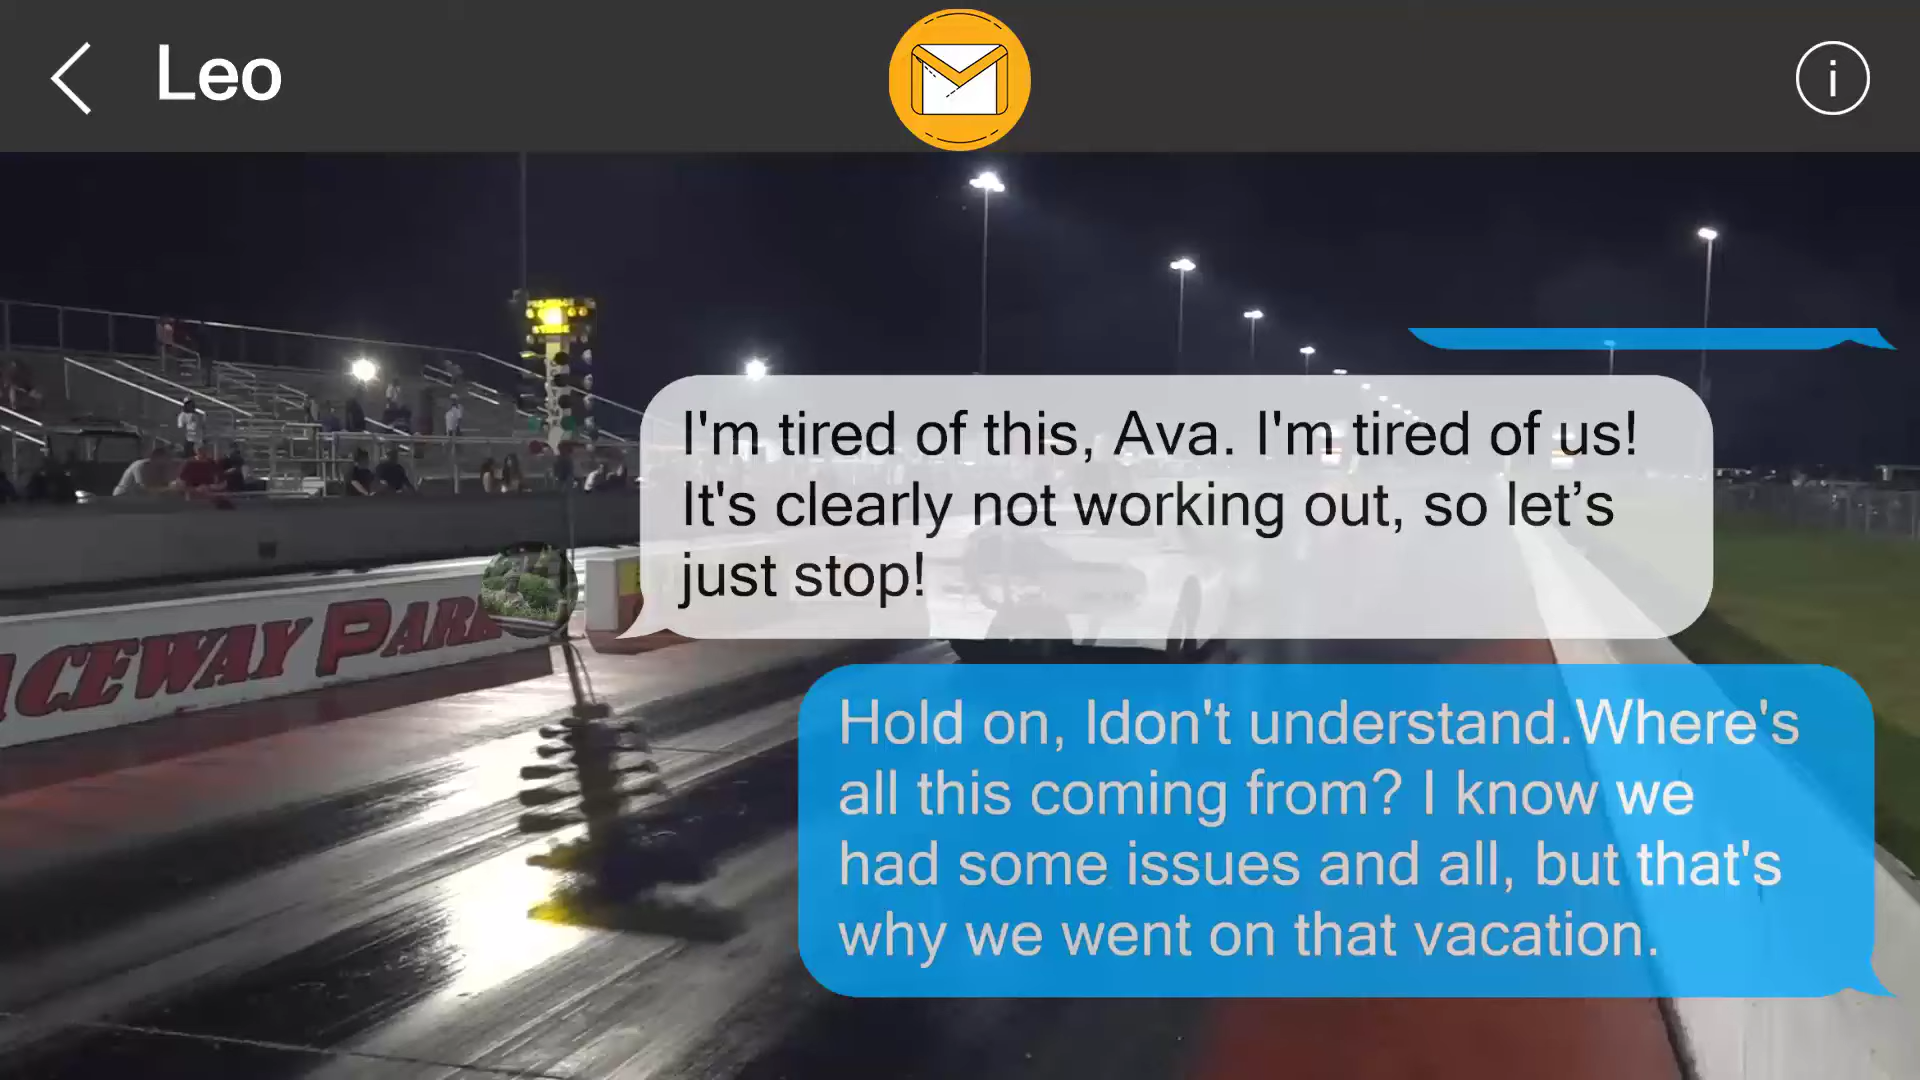 Leo
i
I'm tired of this, Ava. I'm tired of us!
It's clearly not working out, so let’s
just stop!
ACEWAY PARK
Hold on, Idon't understand.Where's
all this coming from? I know we
had some issues and all, but that's
why we went on that vacation.